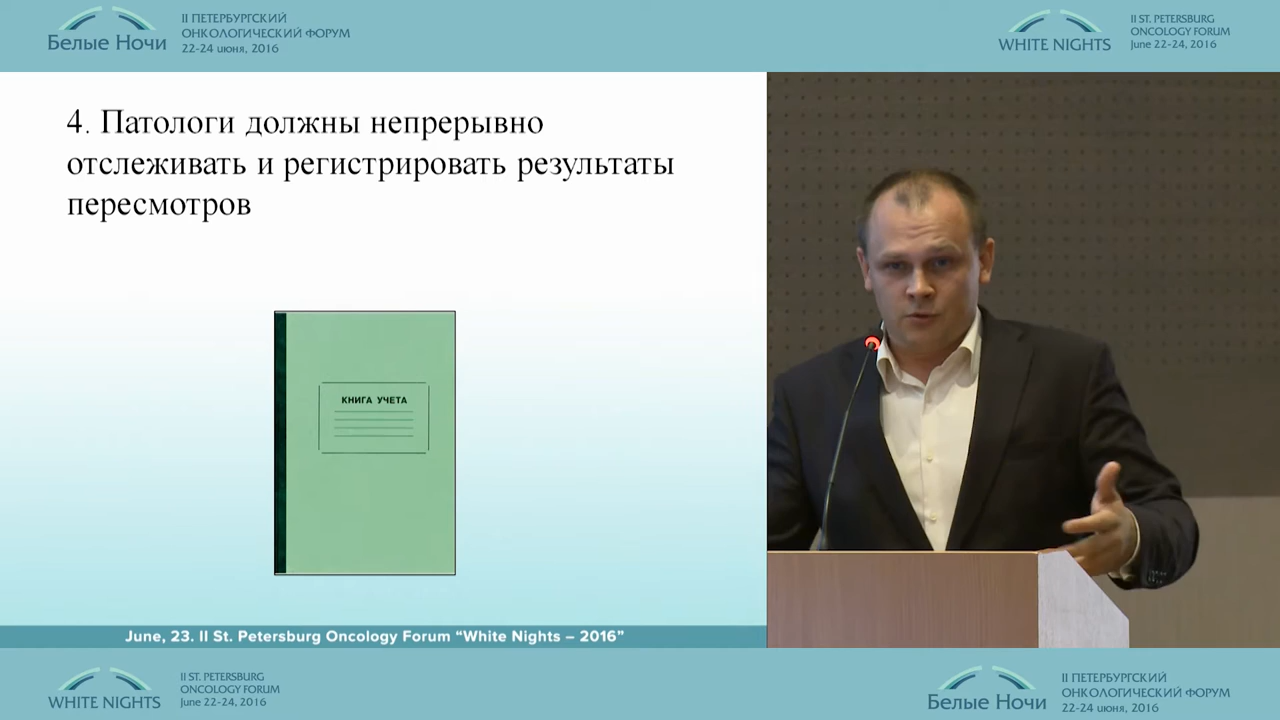 Белые Ночи
II ПЕТЕРБУРГСКИЙ
ОНКОЛОГИЧЕСКИЙ ФОРУМ
22-24 июня, 2016
WHITE NIGHTS
II ST. PETERSBURG
ONCOLOGY FORUM
June 22-24, 2016
4. Патологи должны непрерывно
отслеживать и регистрировать результаты
пересмотров
КНИГА УЧЕТА
June, 23. II St. Petersburg Oncology Forum “White Nights – 2016”
WHITE NIGHTS
II ST. PETERSBURG
ONCOLOGY FORUM
June 22-24, 2016
Белые Ночи
II ПЕТЕРБУРГСКИЙ
ОНКОЛОГИЧЕСКИЙ ФОРУМ
22-24 июня, 2016